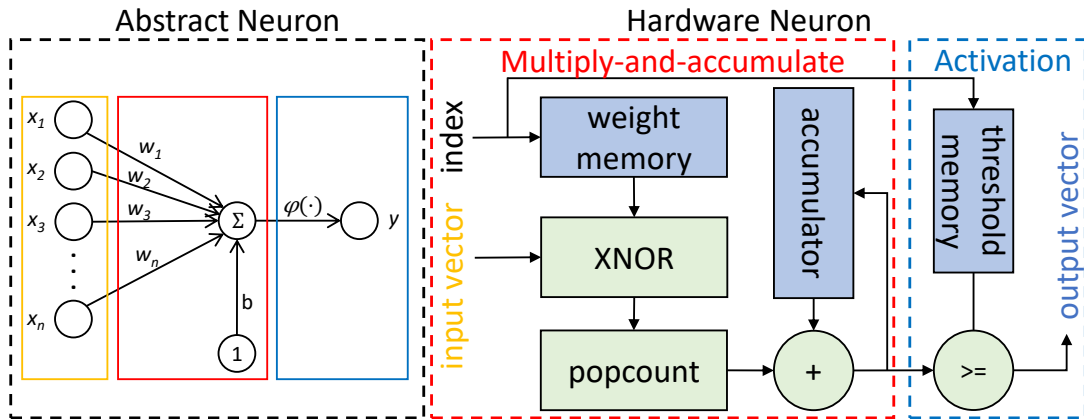 Abstract Neuron
x1
x2
x3
xn
w1
w2
w3
wn
Σ
b
1
φ(·)
y
Hardware Neuron
Multiply-and-accumulate
Activation
index
input vector
weight
memory
XNOR
popcount
accumulator
+
threshold
memory
>=
output vector